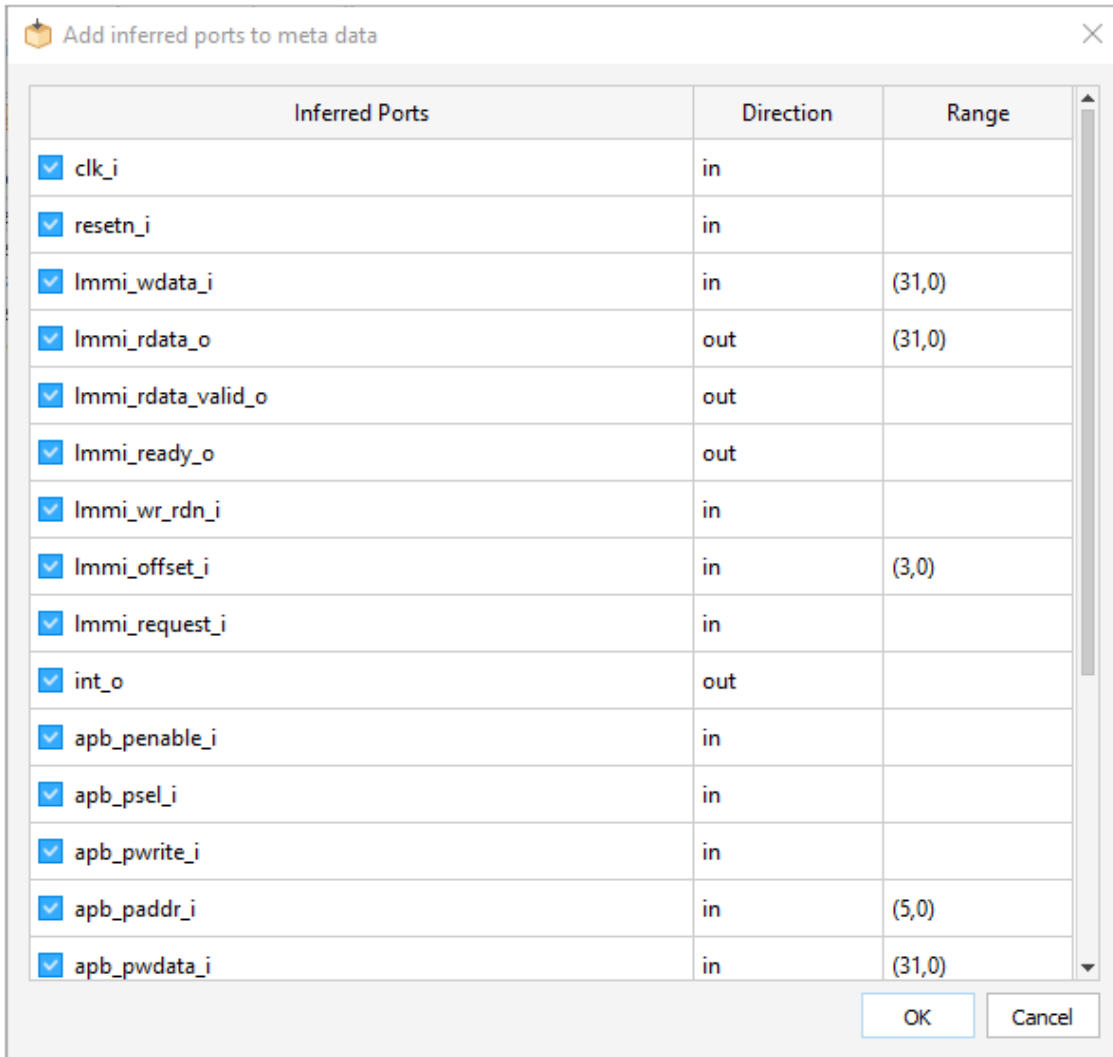 Add inferred ports to meta data
Inferred Ports Direction Range
clk_i in
resetn_i in
lmmi_wdata_i in (31,0)
lmmi_rdata_o out (31,0)
lmmi_rdata_valid_o out
lmmi_ready_o out
lmmi_wr_rdn_i in
lmmi_offset_i in (3,0)
lmmi_request_i in
int_o out
apb_penable_i in
apb_psel_i in
apb_pwrite_i in
apb_paddr_i in (5,0)
apb_pwdata_i in (31,0)
OK Cancel